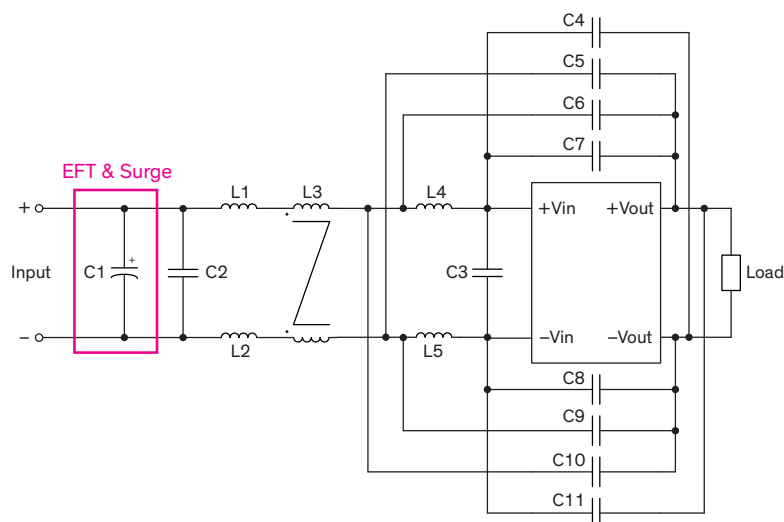 C4
C5
C6
C7
EFT & Surge
L1
L3
L4
+
+Vin
+Vout
Input
C1
+
C2
C3
Load
−
−Vin
−Vout
L2
L5
C8
C9
C10
C11